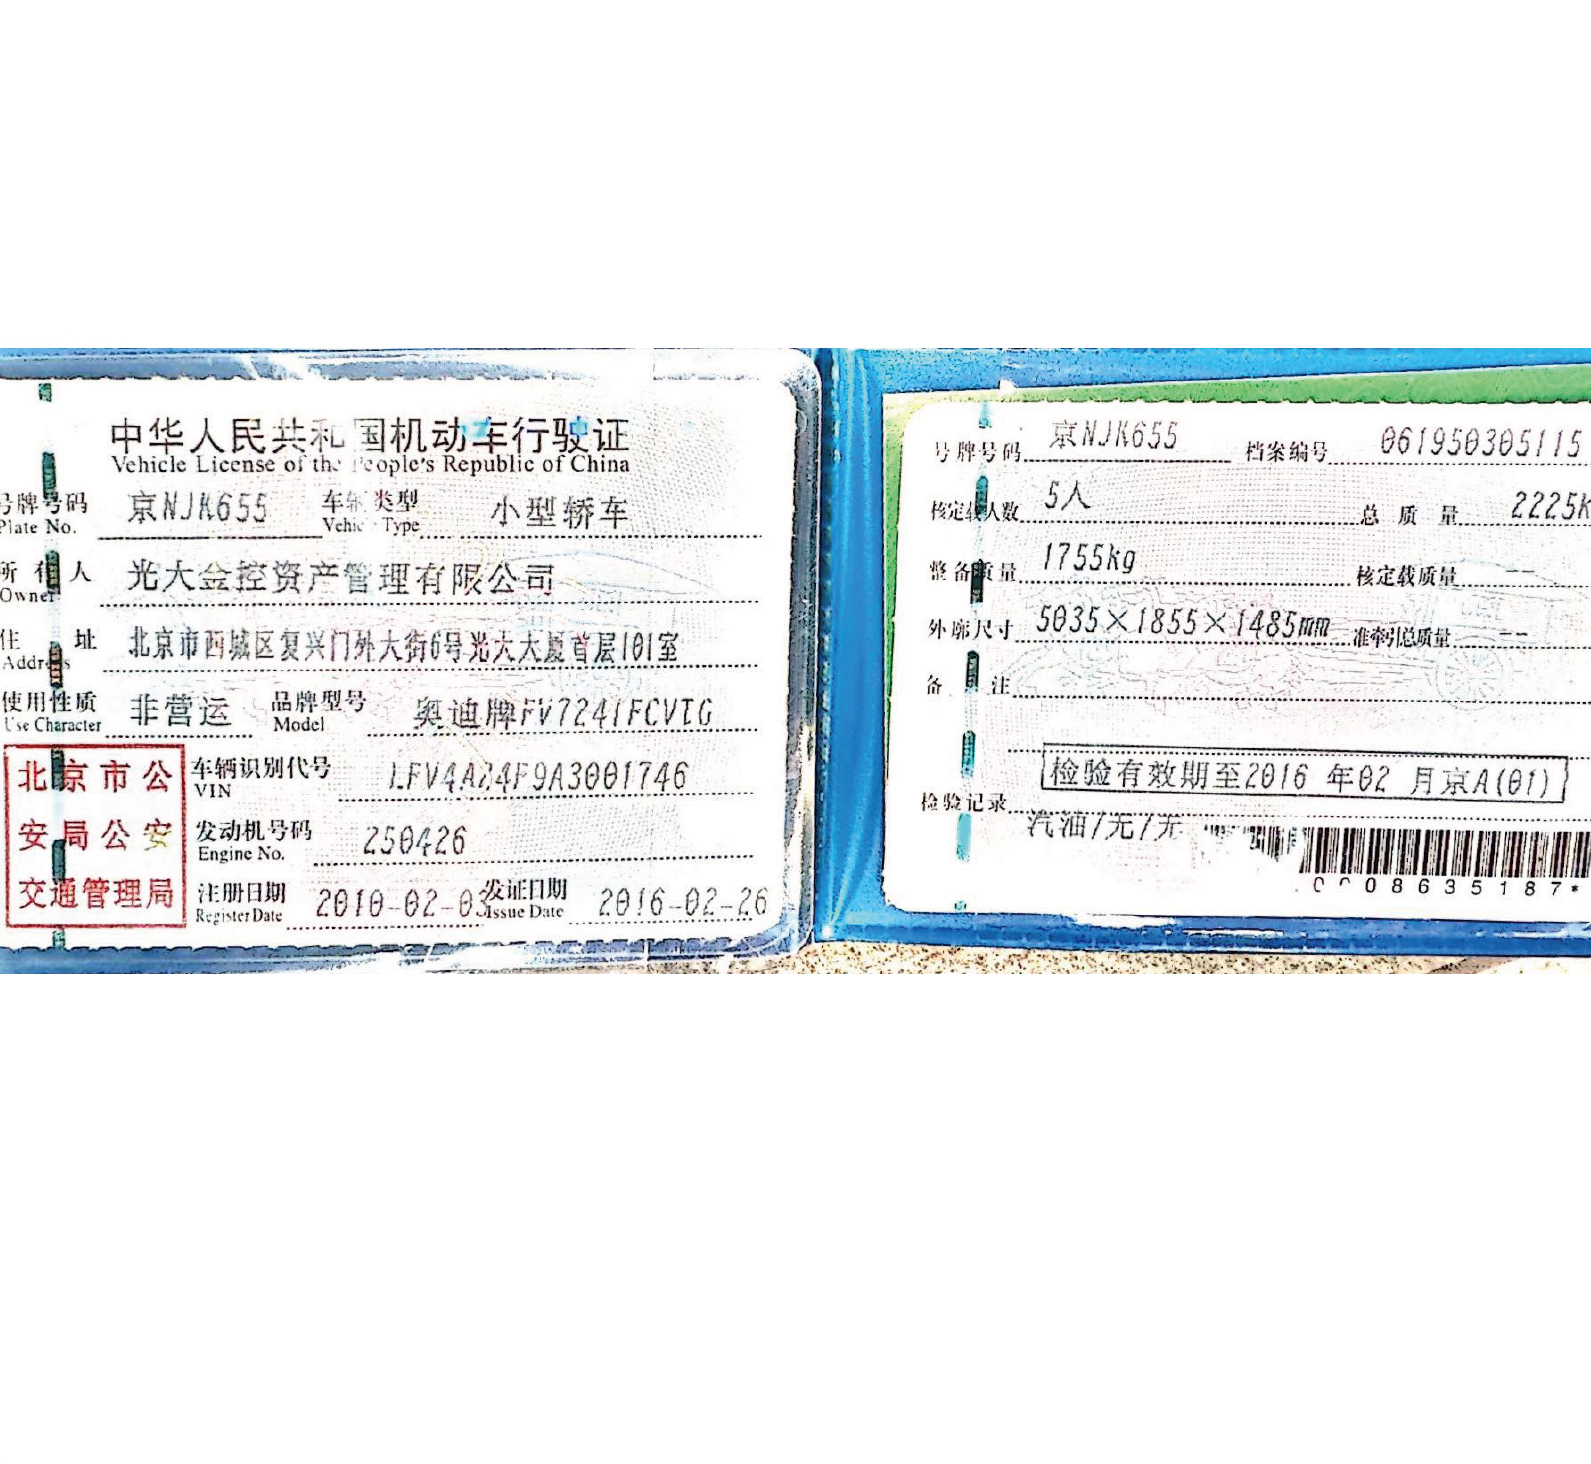 中华人民共和国机动车行驶证
Vehicle License of the People's Republic of China
号牌号码 京NJK655 车辆类型 小型轿车
Plate No. Vehicle Type
所有人 光大金控资产管理有限公司
Owner
住址 北京市西城区复兴门外大街6号光大大厦首层101室
Address
使用性质 非营运 品牌型号 奥迪牌FV7241FCVTG
Use Character Model
北京市公
安局公安
交通管理局
车辆识别代号 LFV4A24F9A3001746
VIN
发动机号码 250426
Engine No.
注册日期 2010-02-03 发证日期 2016-02-26
Register Date Issue Date
号牌号码 京NJK655 档案编号 061950305115
核定载人数 5人 总质量 2225k
整备质量 1755kg 核定载质量 --
外廓尺寸 5035×1855×1485mm 准牵引总质量 --
备注
检验有效期至2016 年02 月京A(01)
检验记录
汽油/无/无
0008635187*